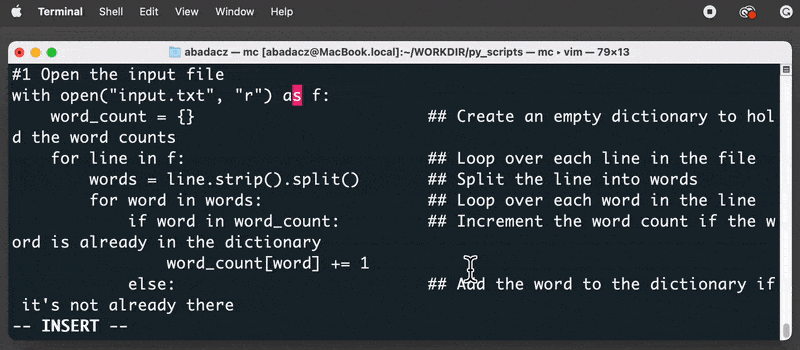 Terminal Shell Edit View Window Help
abadacz — mc [abadacz@MacBook.local]:~/WORKDIR/py_scripts — mc ▸ vim — 79×13
#1 Open the input file
with open("input.txt", "r") as f:
    word_count = {}                        ## Create an empty dictionary to hol
d the word counts
    for line in f:                         ## Loop over each line in the file
        words = line.strip().split()       ## Split the line into words
        for word in words:                 ## Loop over each word in the line
            if word in word_count:         ## Increment the word count if the w
ord is already in the dictionary
                word_count[word] += 1
            else:                          ## Add the word to the dictionary if
 it's not already there
-- INSERT --